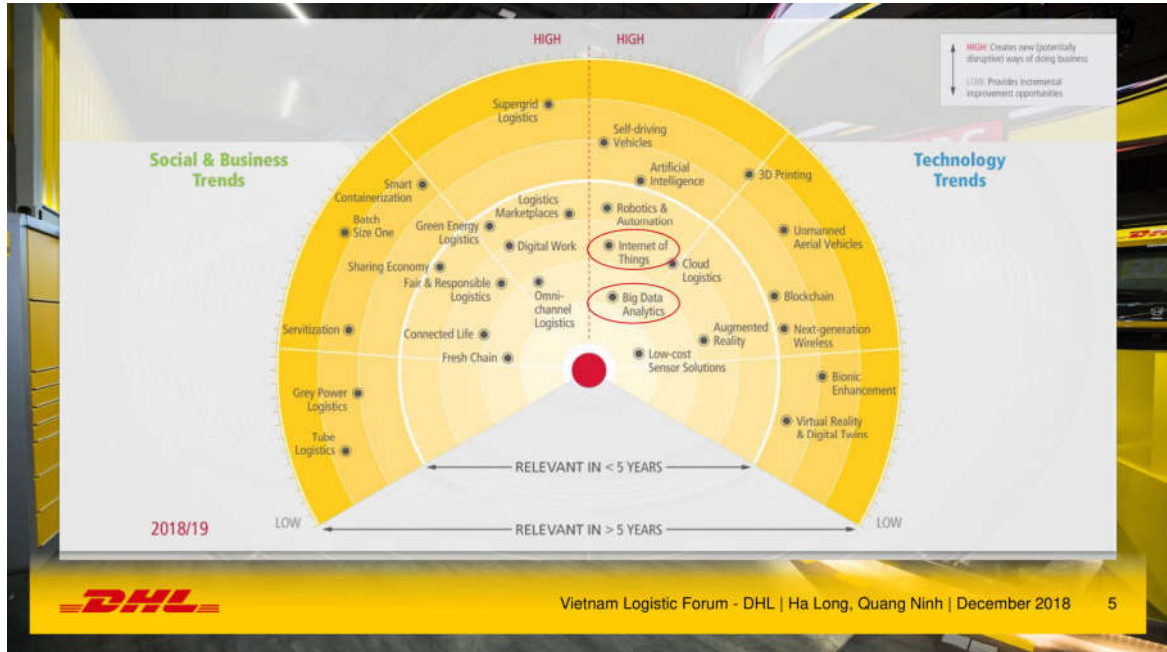 HIGH
HIGH
HIGH: Creates new (potentially
disruptive) ways of doing business
LOW: Provides incremental
improvement opportunities
Social & Business
Trends
Technology
Trends
Supergrid
Logistics
Self-driving
Vehicles
Artificial
Intelligence
3D Printing
Smart
Containerization
Batch
Size One
Logistics
Marketplaces
Green Energy
Logistics
Digital Work
Robotics &
Automation
Internet of
Things
Cloud
Logistics
Unmanned
Aerial Vehicles
Sharing Economy
Fair & Responsible
Logistics
Omni-
channel
Logistics
Big Data
Analytics
Blockchain
Servitization
Connected Life
Fresh Chain
Augmented
Reality
Low-cost
Sensor Solutions
Next-generation
Wireless
Grey Power
Logistics
Tube
Logistics
Bionic
Enhancement
Virtual Reality
& Digital Twins
RELEVANT IN < 5 YEARS
LOW
LOW
RELEVANT IN > 5 YEARS
2018/19
DHL
Vietnam Logistic Forum - DHL | Ha Long, Quang Ninh | December 2018
5